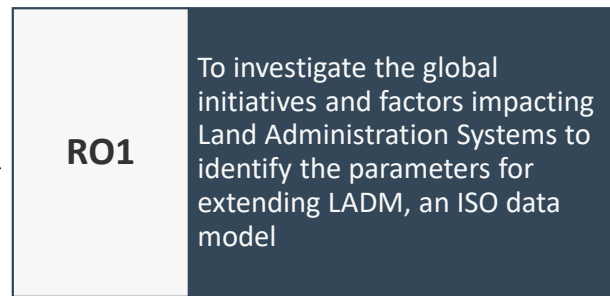 RO1
To investigate the global
initiatives and factors impacting
Land Administration Systems to
identify the parameters for
extending LADM, an ISO data
model